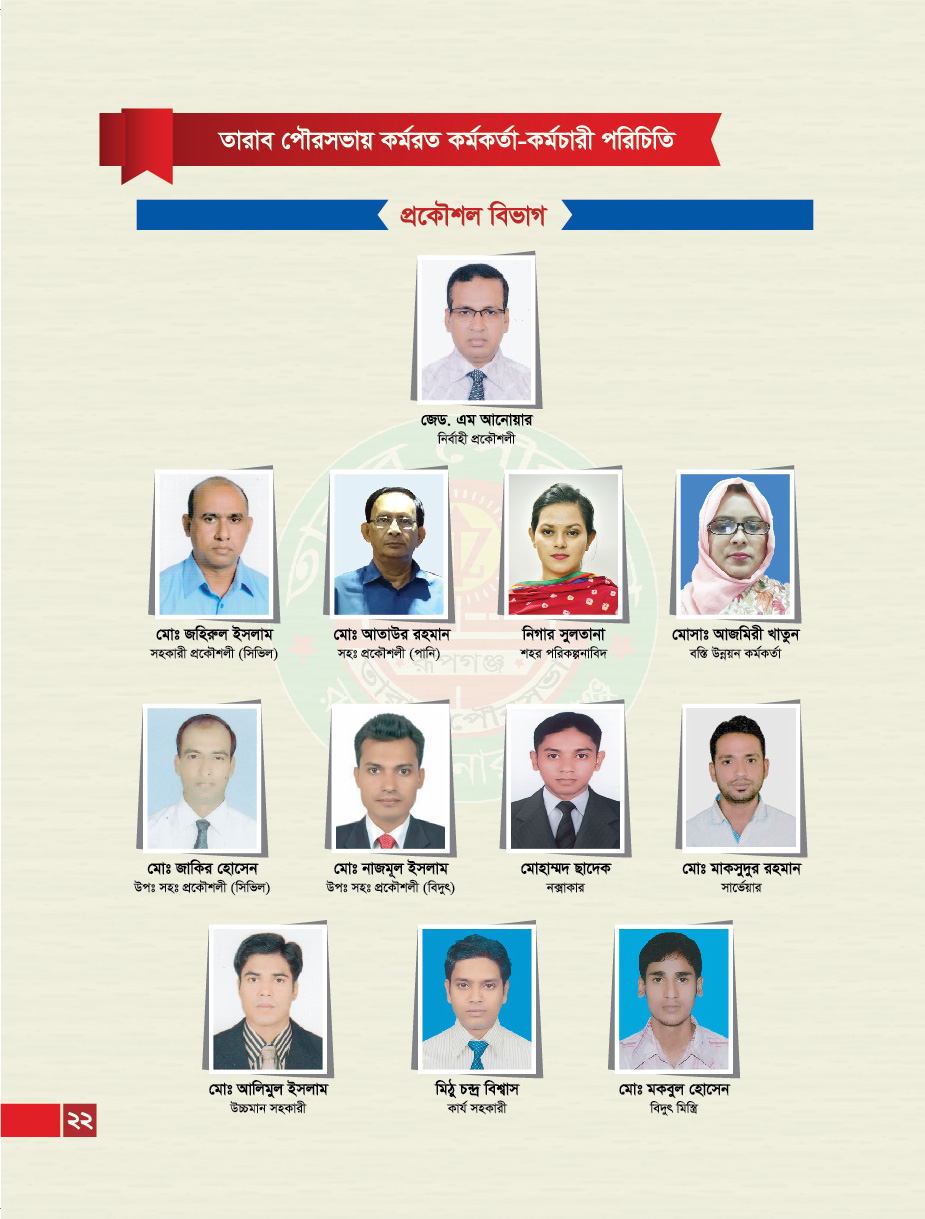 তারাব পৌরসভায় কর্মরত কর্মকর্তা-কর্মচারী পরিচিতি
প্রকৌশল বিভাগ
জেড. এম আনোয়ার
নির্বাহী প্রকৌশলী
মোঃ জহিরুল ইসলাম
সহকারী প্রকৌশলী (সিভিল)
মোঃ আতাউর রহমান
সহঃ প্রকৌশলী (পানি)
নিগার সুলতানা
শহর পরিকল্পনাবিদ
মোসাঃ আজমিরী খাতুন
বস্তি উন্নয়ন কর্মকর্তা
রূপগঞ্জ
তারাব পৌরসভা
মোঃ জাকির হোসেন
উপঃ সহঃ প্রকৌশলী (সিভিল)
মোঃ নাজমূল ইসলাম
উপঃ সহঃ প্রকৌশলী (বিদুৎ)
মোহাম্মদ ছাদেক
নক্সাকার
মোঃ মাকসুদুর রহমান
সার্ভেয়ার
মোঃ আলিমুল ইসলাম
উচ্চমান সহকারী
মিঠু চন্দ্র বিশ্বাস
কার্য সহকারী
মোঃ মকবুল হোসেন
বিদুৎ মিস্ত্রি
২২